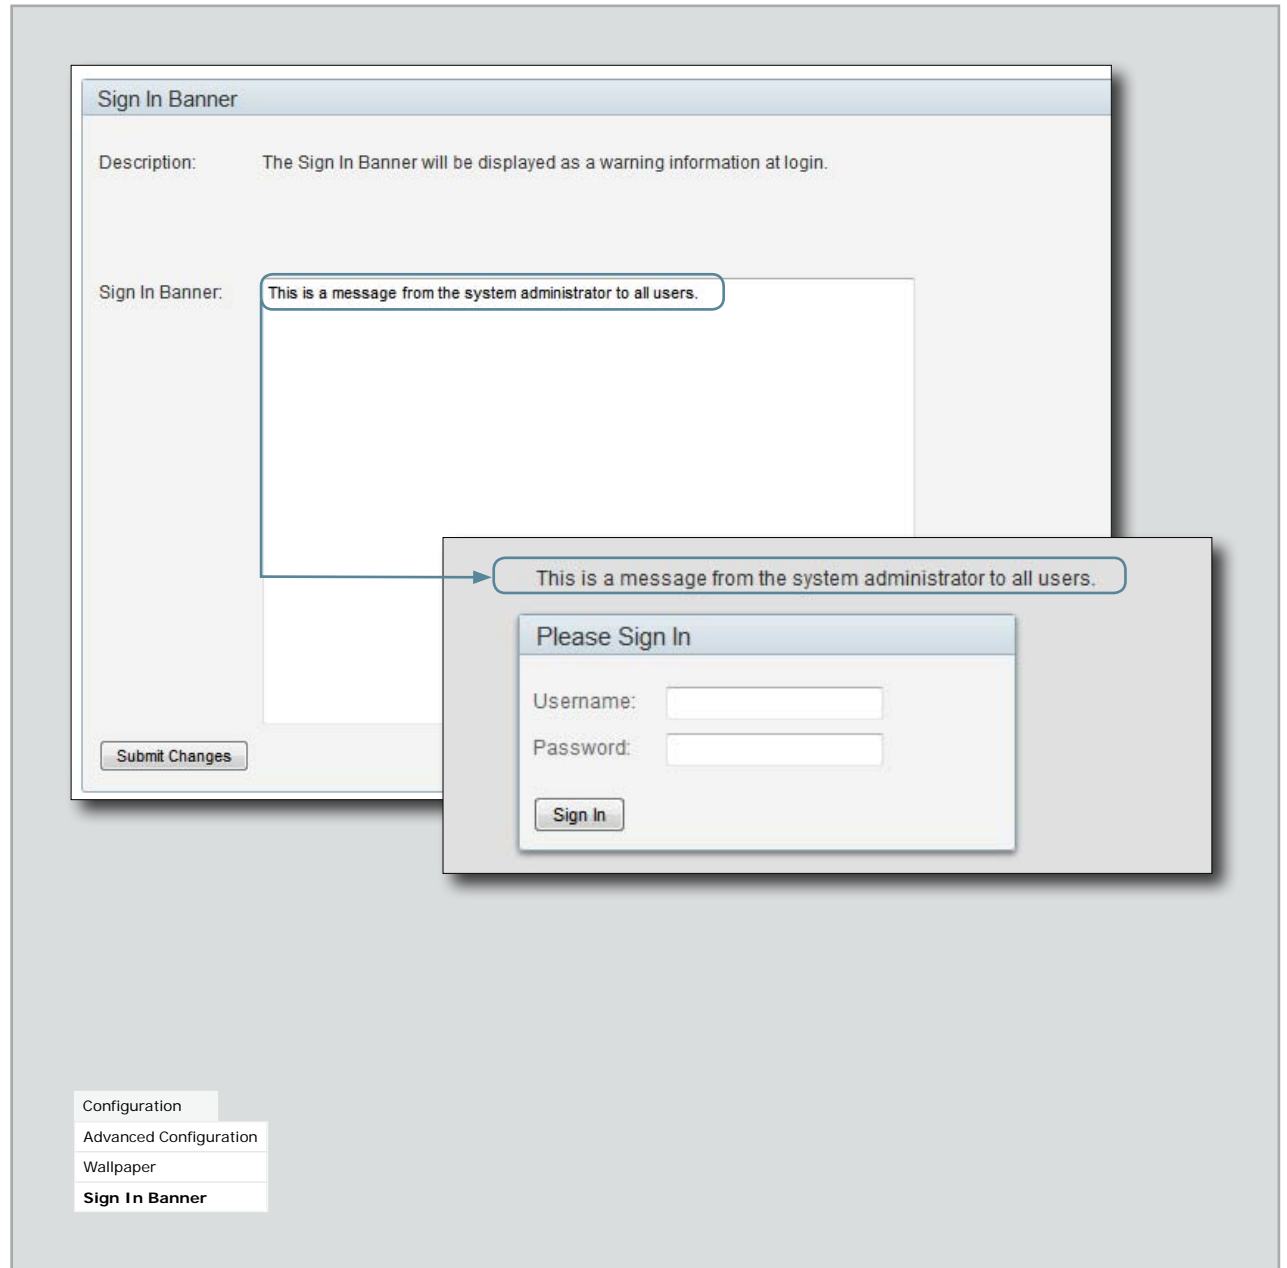 Sign In Banner
Description: The Sign In Banner will be displayed as a warning information at login.
Sign In Banner: This is a message from the system administrator to all users.
This is a message from the system administrator to all users.
Please Sign In
Username:
Password:
Submit Changes
Sign In
Configuration
Advanced Configuration
Wallpaper
Sign In Banner